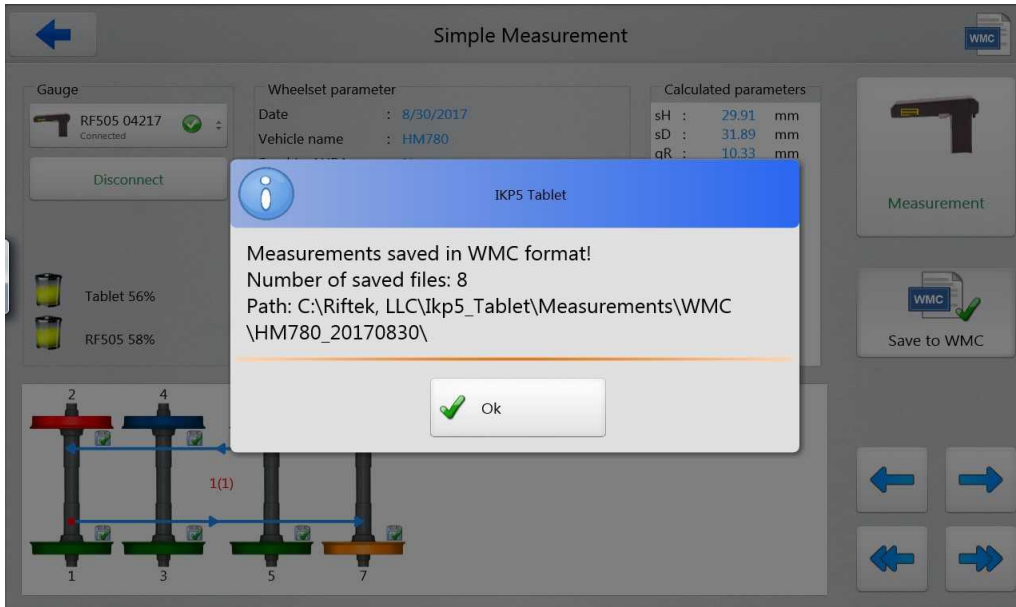 Simple Measurement
WMC
Gauge
RF505 04217
Connected
Disconnect
Tablet 56%
RF505 58%
Wheelset parameter
Date : 8/30/2017
Vehicle name : HM780
Calculated parameters
sH : 29.91 mm
sD : 31.89 mm
qR : 10.33 mm
IKP5 Tablet
Measurements saved in WMC format!
Number of saved files: 8
Path: C:\Riftek, LLC\Ikp5_Tablet\Measurements\WMC
\HM780_20170830\
Ok
Measurement
WMC
Save to WMC
2 4
1(1)
1 3 5 7